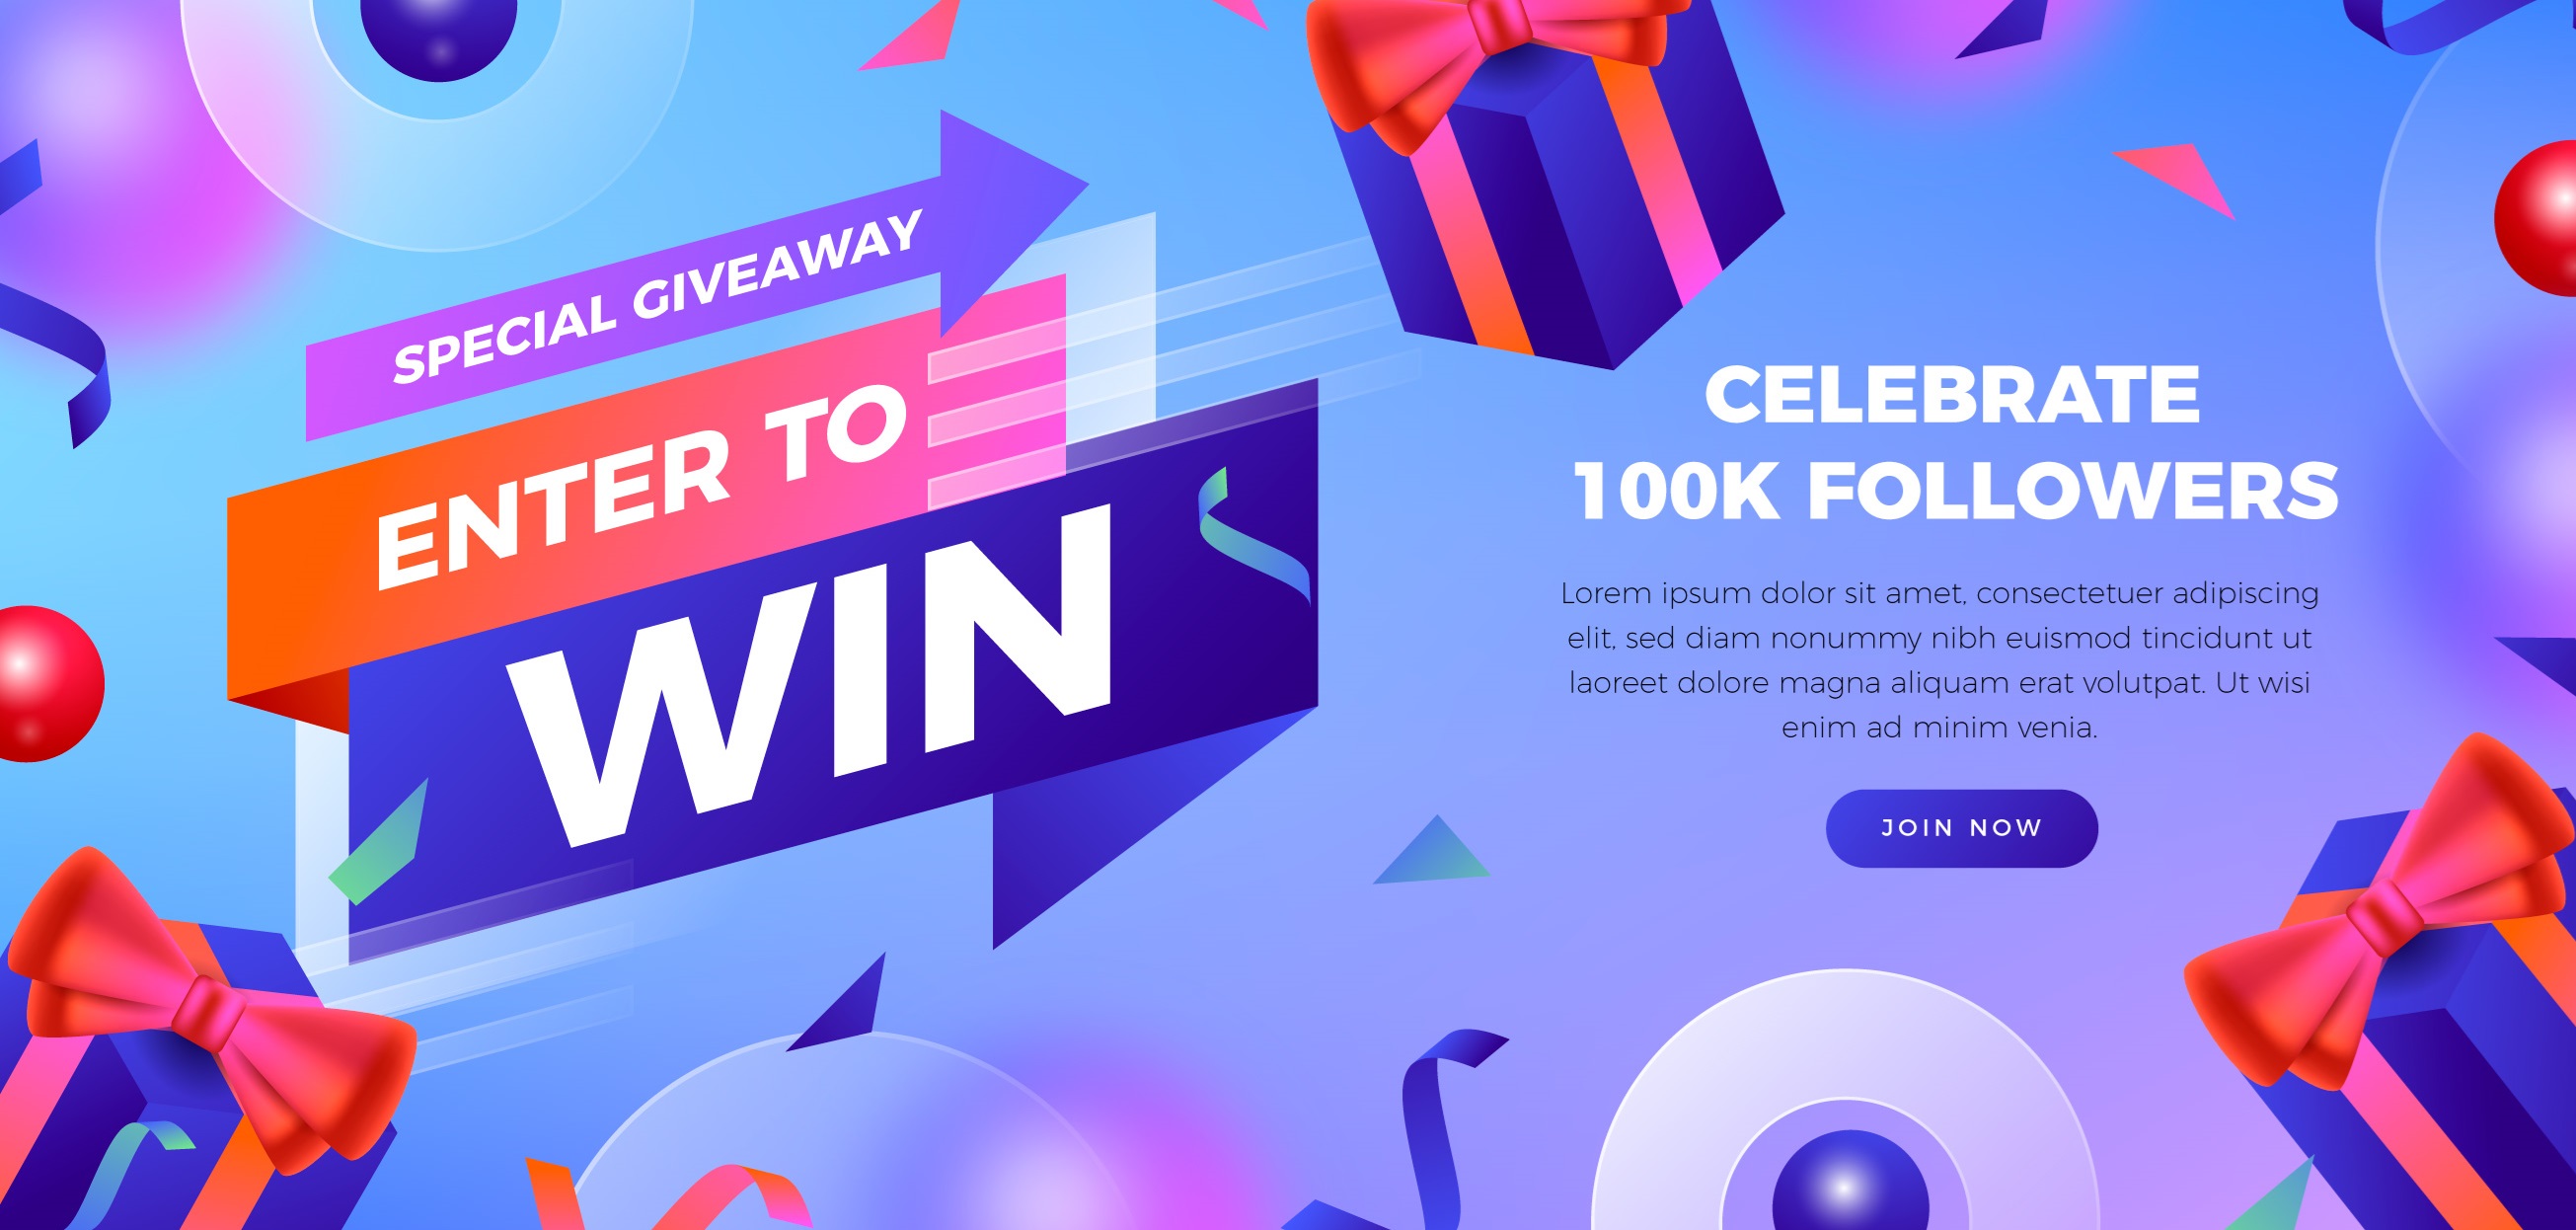 SPECIAL GIVEAWAY
ENTER TO
WIN
CELEBRATE
100K FOLLOWERS
Lorem ipsum dolor sit amet, consectetuer adipiscing
elit, sed diam nonummy nibh euismod tincidunt ut
laoreet dolore magna aliquam erat volutpat. Ut wisi
enim ad minim venia.
JOIN NOW